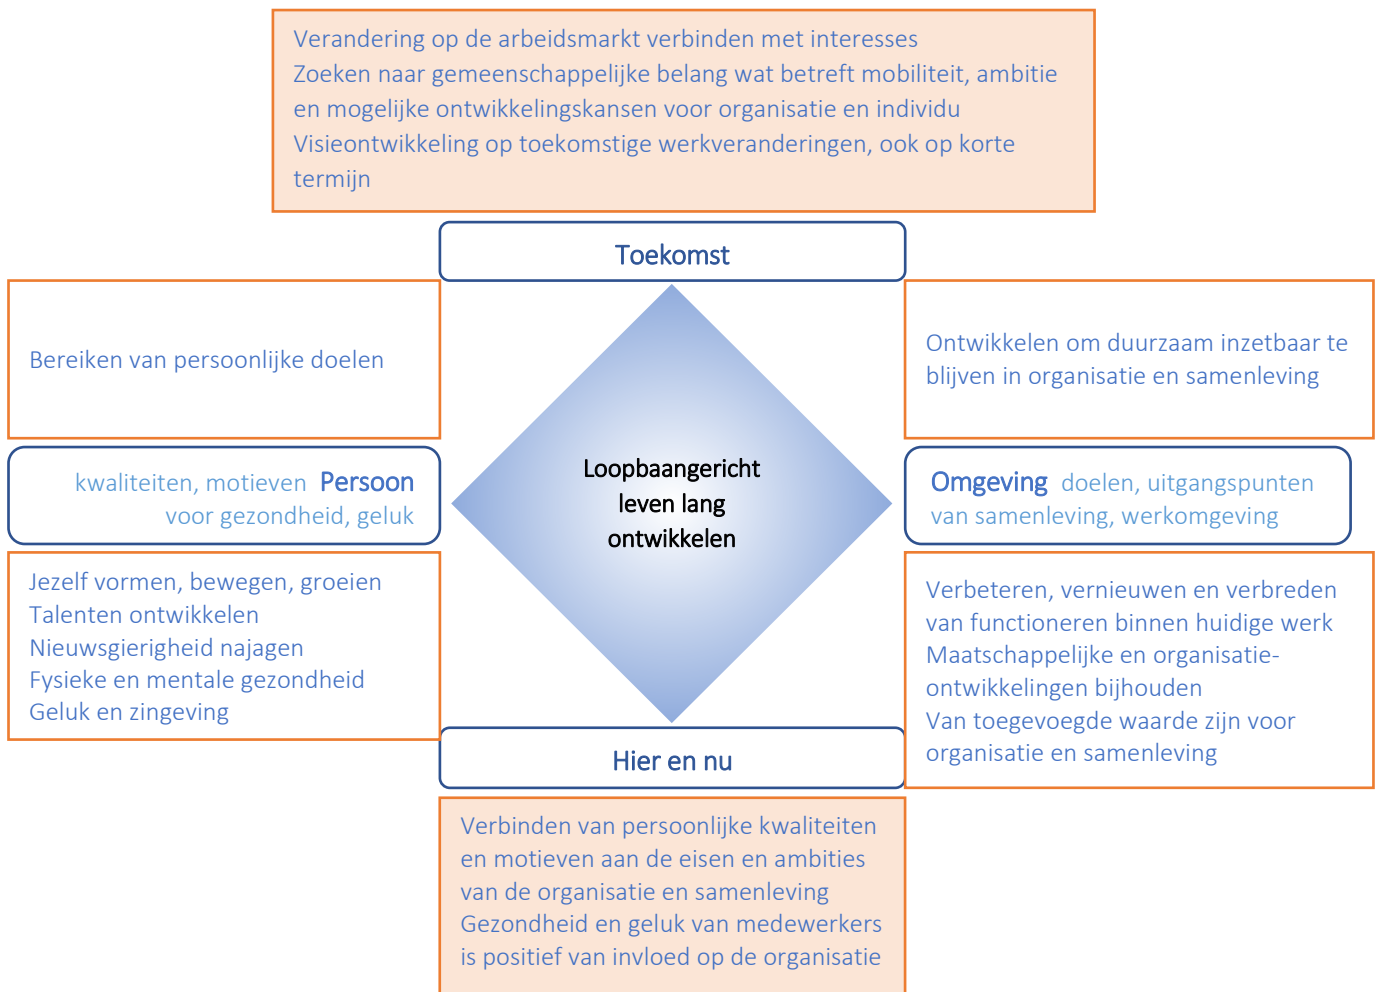 Verandering op de arbeidsmarkt verbinden met interesses
Zoeken naar gemeenschappelijke belang wat betreft mobiliteit, ambitie
en mogelijke ontwikkelingskansen voor organisatie en individu
Visieontwikkeling op toekomstige werkveranderingen, ook op korte
termijn
Toekomst
Bereiken van persoonlijke doelen
Ontwikkelen om duurzaam inzetbaar te
blijven in organisatie en samenleving
kwaliteiten, motieven Persoon
voor gezondheid, geluk
Loopbaangericht
leven lang
ontwikkelen
Omgeving doelen, uitgangspunten
van samenleving, werkomgeving
Jezelf vormen, bewegen, groeien
Talenten ontwikkelen
Nieuwsgierigheid najagen
Fysieke en mentale gezondheid
Geluk en zingeving
Verbeteren, vernieuwen en verbreden
van functioneren binnen huidige werk
Maatschappelijke en organisatie-
ontwikkelingen bijhouden
Van toegevoegde waarde zijn voor
organisatie en samenleving
Hier en nu
Verbinden van persoonlijke kwaliteiten
en motieven aan de eisen en ambities
van de organisatie en samenleving
Gezondheid en geluk van medewerkers
is positief van invloed op de organisatie